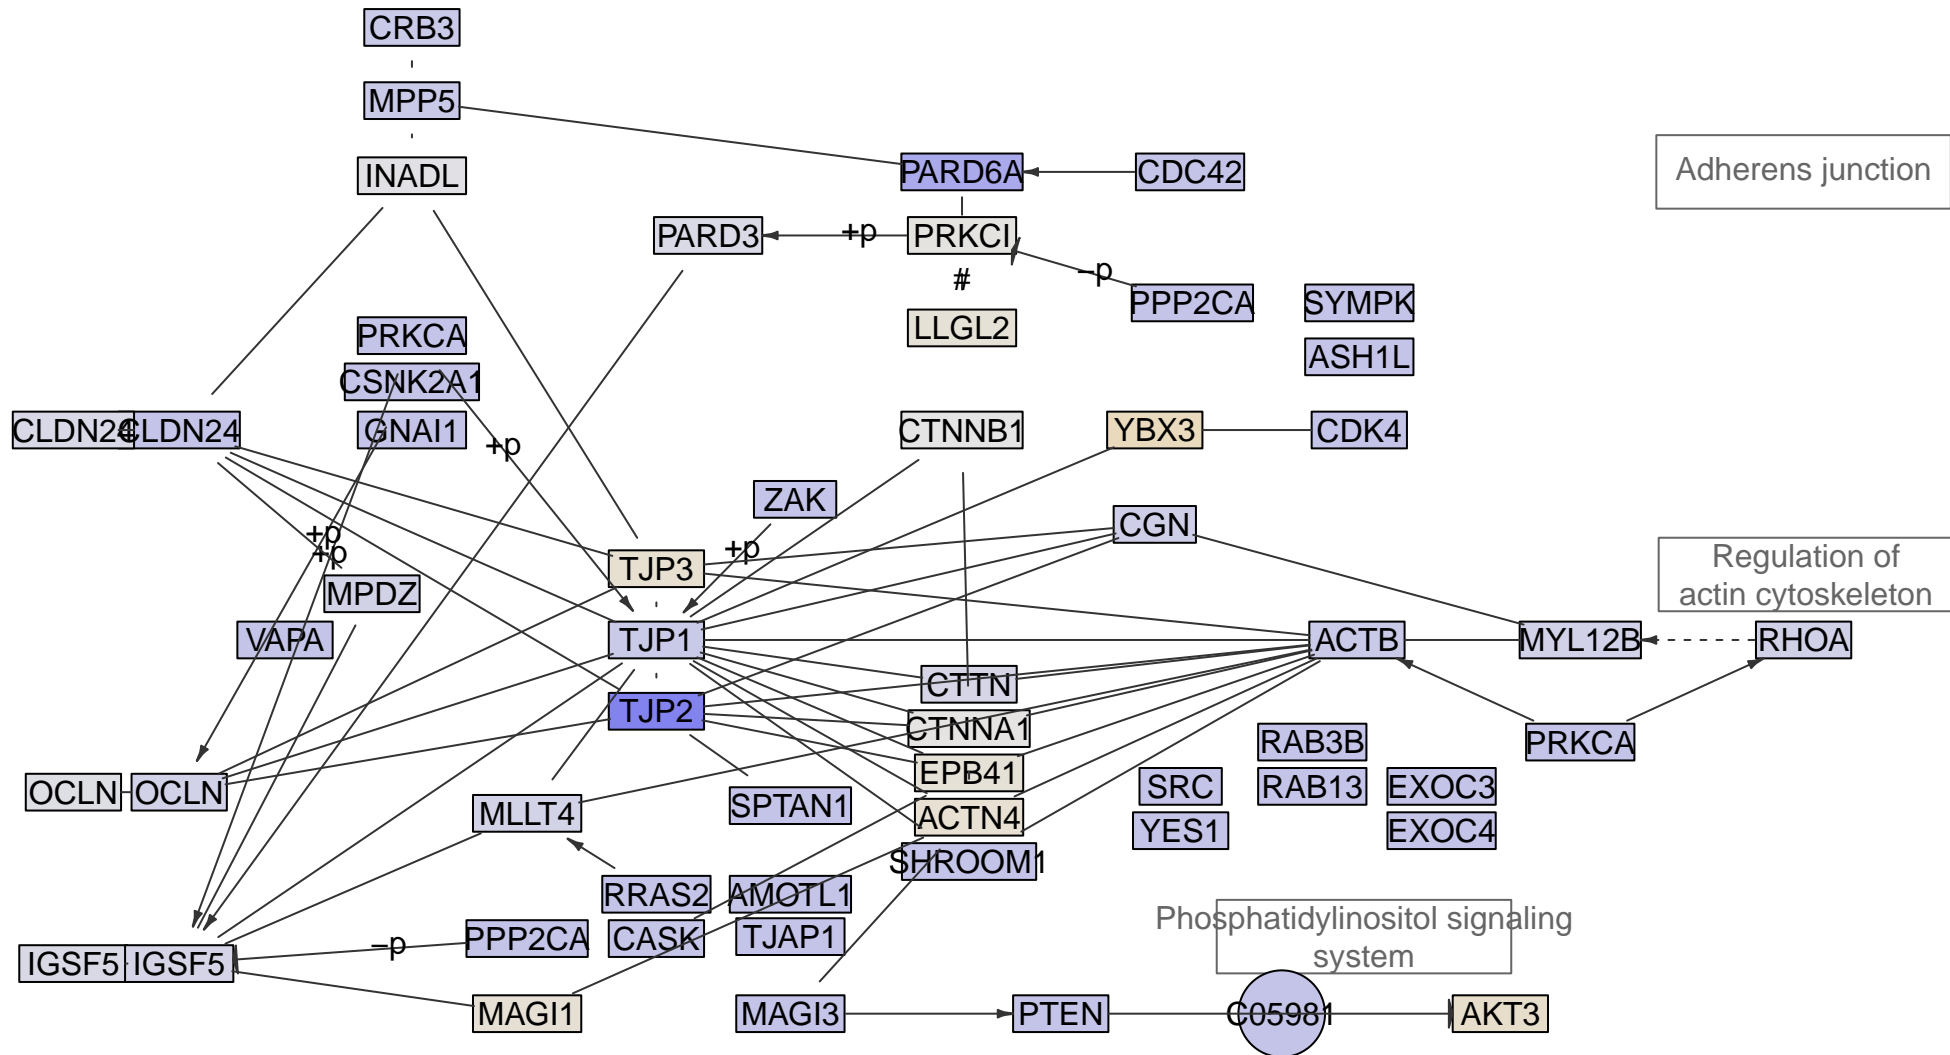 CRB3
MPP5
INADL
PARD6A
CDC42
Adherens junction
PARD3
+p
PRKCI
#
–p
PPP2CA
SYMPK
LLGL2
PRKCA
ASH1L
CSNK2A1
CLDN24
CLDN24
GNAI1
+p
CTNNB1
YBX3
CDK4
ZAK
CGN
+p
+p
+p
TJP3
MPDZ
Regulation of
actin cytoskeleton
VAPA
TJP1
ACTB
MYL12B
RHOA
CTTN
TJP2
CTNNA1
RAB3B
PRKCA
EPB41
OCLN
OCLN
SRC
RAB13
EXOC3
MLLT4
SPTAN1
ACTN4
YES1
EXOC4
SHROOM1
RRAS2
AMOTL1
PPP2CA
CASK
TJAP1
–p
Phosphatidylinositol signaling
system
IGSF5
IGSF5
MAGI1
MAGI3
PTEN
C05981
AKT3